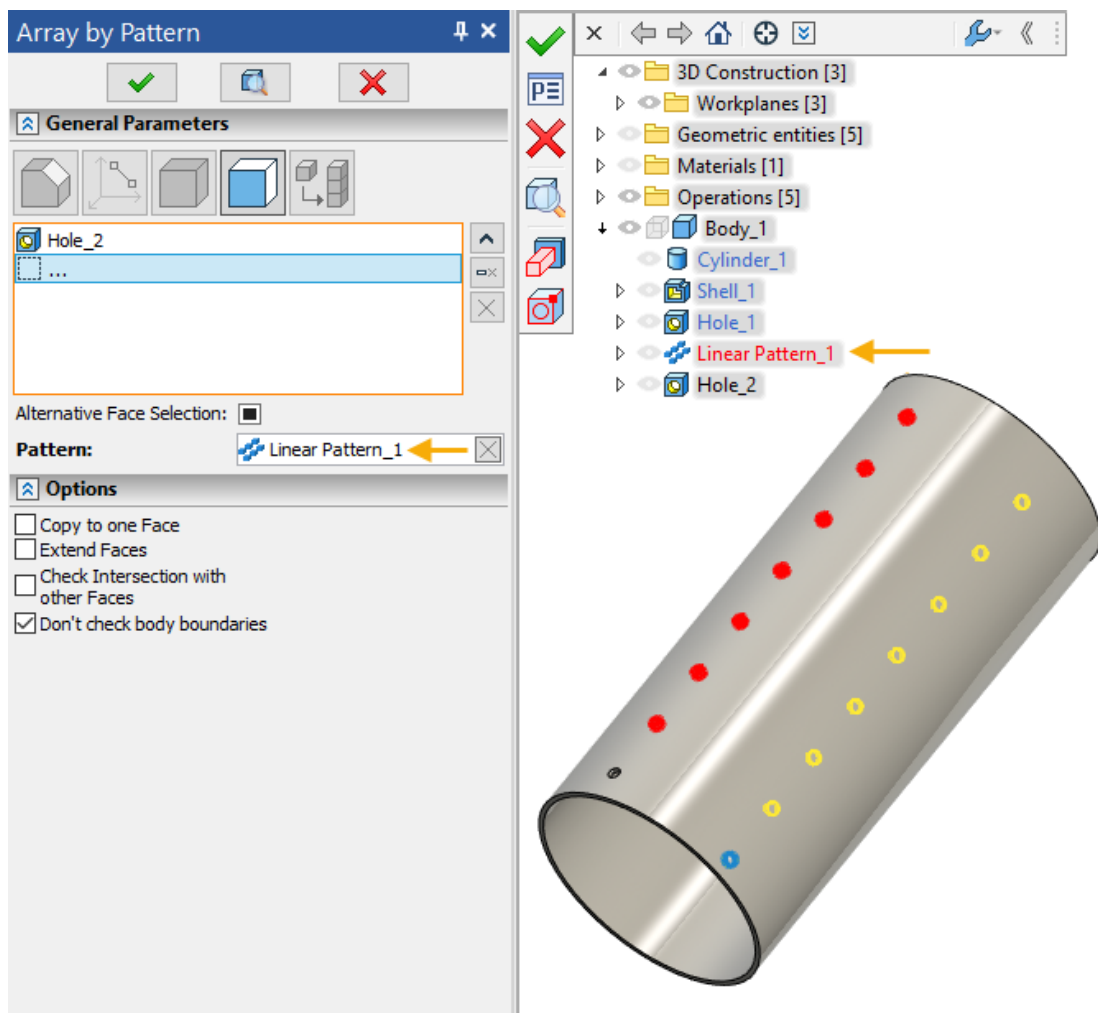 Array by Pattern
General Parameters
Hole_2
...
Alternative Face Selection:
Pattern:
Linear Pattern_1
Options
Copy to one Face
Extend Faces
Check Intersection with
other Faces
Don't check body boundaries
PE
3D Construction [3]
Workplanes [3]
Geometric entities [5]
Materials [1]
Operations [5]
Body_1
Cylinder_1
Shell_1
Hole_1
Linear Pattern_1
Hole_2